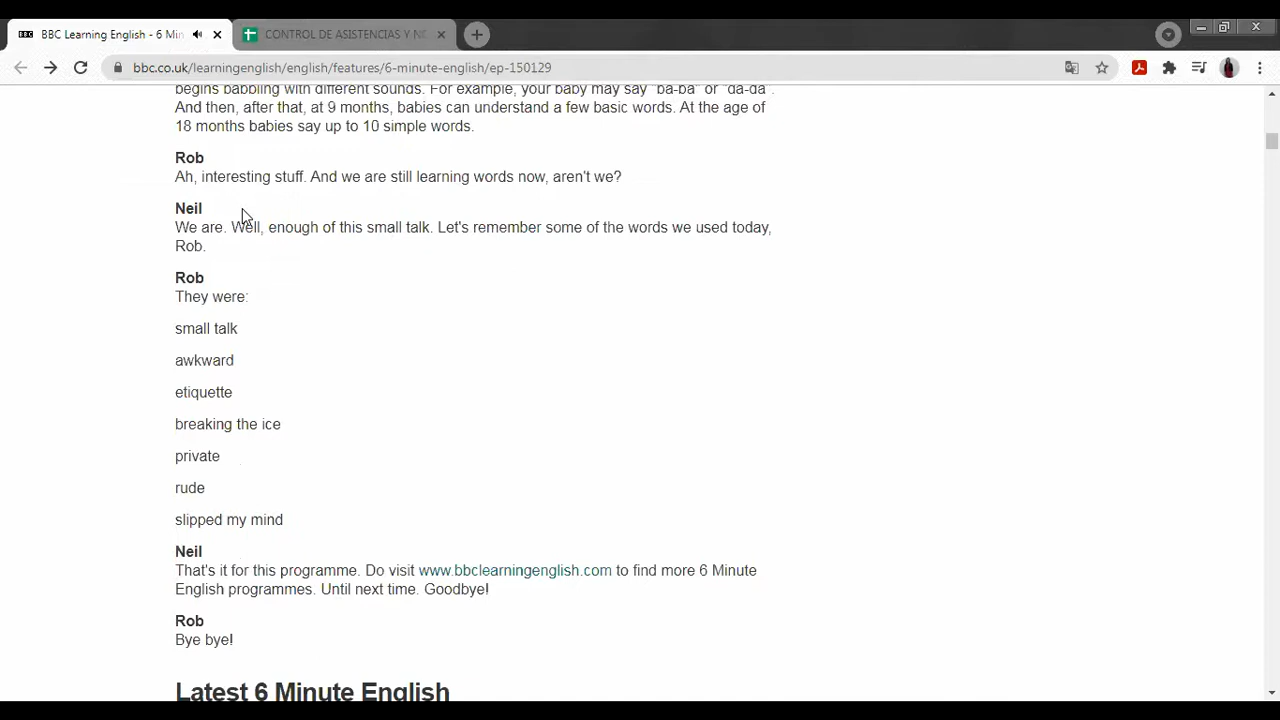 BBC Learning English - 6 Min
CONTROL DE ASISTENCIAS Y NO
bbc.co.uk/learningenglish/english/features/6-minute-english/ep-150129
begins babbling with different sounds. For example, your baby may say "ba-ba" or "da-da".
And then, after that, at 9 months, babies can understand a few basic words. At the age of
18 months babies say up to 10 simple words.
Rob
Ah, interesting stuff. And we are still learning words now, aren't we?
Neil
We are. Well, enough of this small talk. Let's remember some of the words we used today,
Rob.
Rob
They were:
small talk
awkward
etiquette
breaking the ice
private
rude
slipped my mind
Neil
That's it for this programme. Do visit www.bbclearningenglish.com to find more 6 Minute
English programmes. Until next time. Goodbye!
Rob
Bye bye!
Latest 6 Minute English